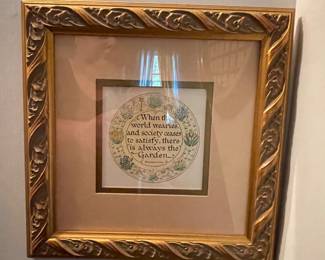 When the
world wearies,
and society ceases
to satisfy, there
is always the
Garden..